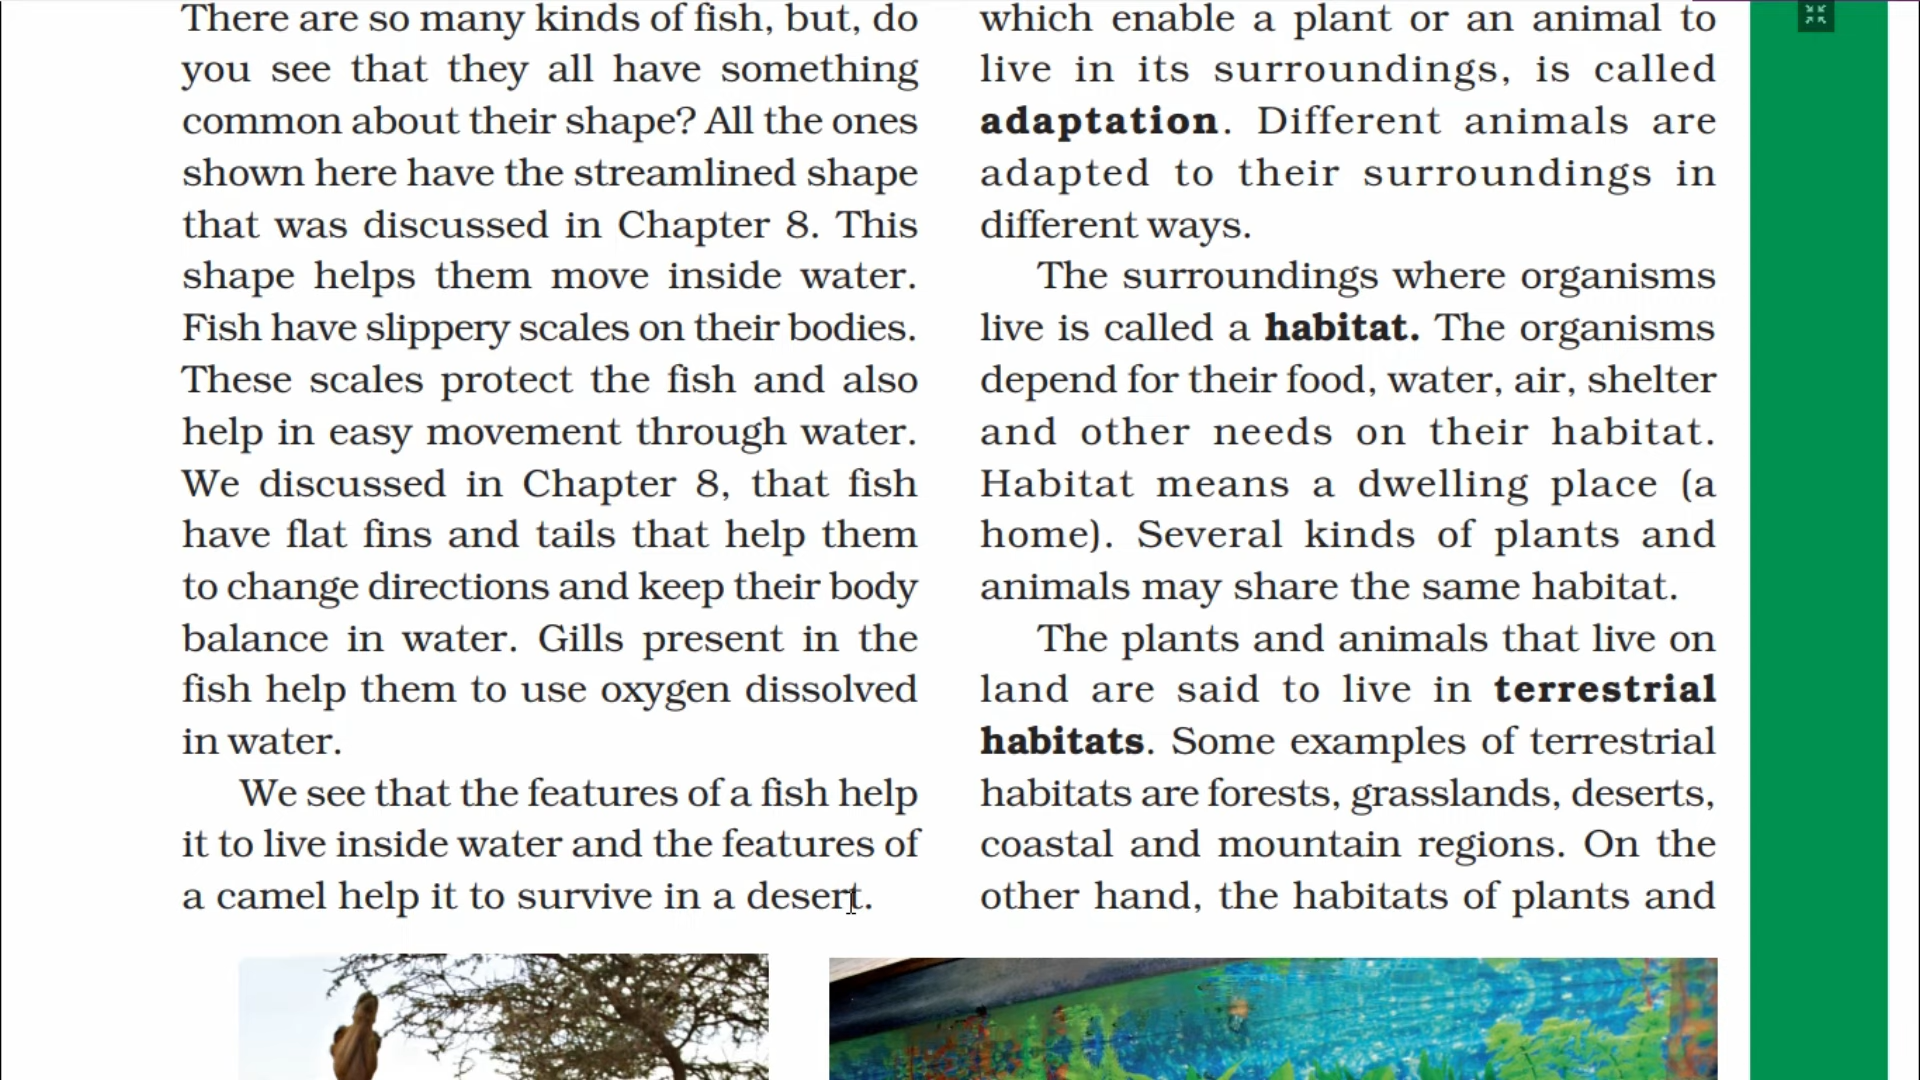 There are so many kinds of fish, but, do
you see that they all have something
common about their shape? All the ones
shown here have the streamlined shape
that was discussed in Chapter 8. This
shape helps them move inside water.
Fish have slippery scales on their bodies.
These scales protect the fish and also
help in easy movement through water.
We discussed in Chapter 8, that fish
have flat fins and tails that help them
to change directions and keep their body
balance in water. Gills present in the
fish help them to use oxygen dissolved
in water.
We see that the features of a fish help
it to live inside water and the features of
a camel help it to survive in a desert.
which enable a plant or an animal to
live in its surroundings, is called
adaptation. Different animals are
adapted to their surroundings in
different ways.
The surroundings where organisms
live is called a habitat. The organisms
depend for their food, water, air, shelter
and other needs on their habitat.
Habitat means a dwelling place (a
home). Several kinds of plants and
animals may share the same habitat.
The plants and animals that live on
land are said to live in terrestrial
habitats. Some examples of terrestrial
habitats are forests, grasslands, deserts,
coastal and mountain regions. On the
other hand, the habitats of plants and